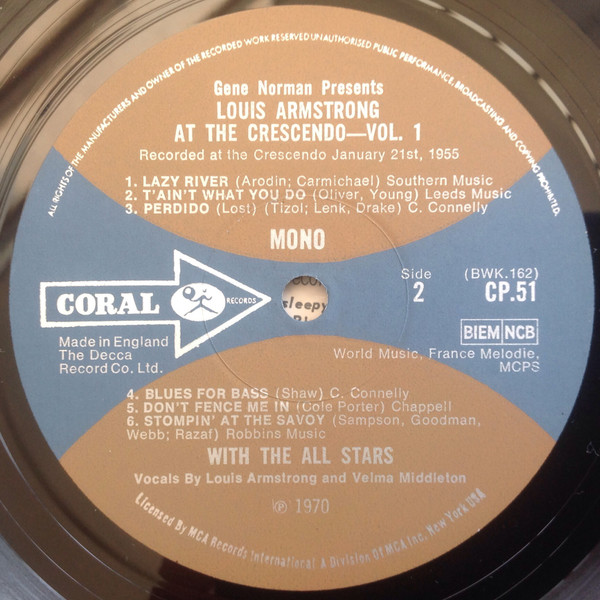 ALL RIGHTS OF THE MANUFACTURERS AND OWNER OF THE RECORDED WORK RESERVED UNAUTHORISED PUBLIC PERFORMANCE, BROADCASTING AND COPYING PROHIBITED.
Gene Norman Presents
LOUIS ARMSTRONG
AT THE CRESCENDO—VOL. 1
Recorded at the Crescendo January 21st, 1955
1. LAZY RIVER (Arodin; Carmichael) Southern Music
2. T'AIN'T WHAT YOU DO (Oliver, Young) Leeds Music
3. PERDIDO (Lost) (Tizol; Lenk, Drake) C. Connelly
MONO
CORAL RECORDS
Side 2
(BWK.162)
CP.51
sleepy
Made in England
The Decca
Record Co. Ltd.
BIEM NCB
World Music, France Melodie,
MCPS
4. BLUES FOR BASS (Shaw) C. Connelly
5. DON'T FENCE ME IN (Cole Porter) Chappell
6. STOMPIN' AT THE SAVOY (Sampson, Goodman,
Webb; Razaf) Robbins Music
WITH THE ALL STARS
Vocals By Louis Armstrong and Velma Middleton
℗ 1970
Licensed By MCA Records International A Division Of MCA Inc, New York USA